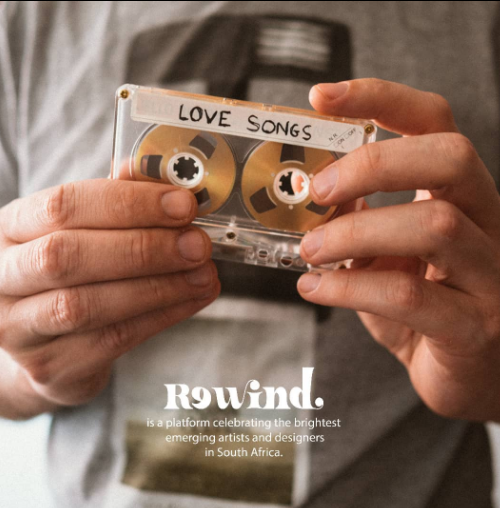 LOVE SONGS
Rewind.
is a platform celebrating the brightest
emerging artists and designers
in South Africa.